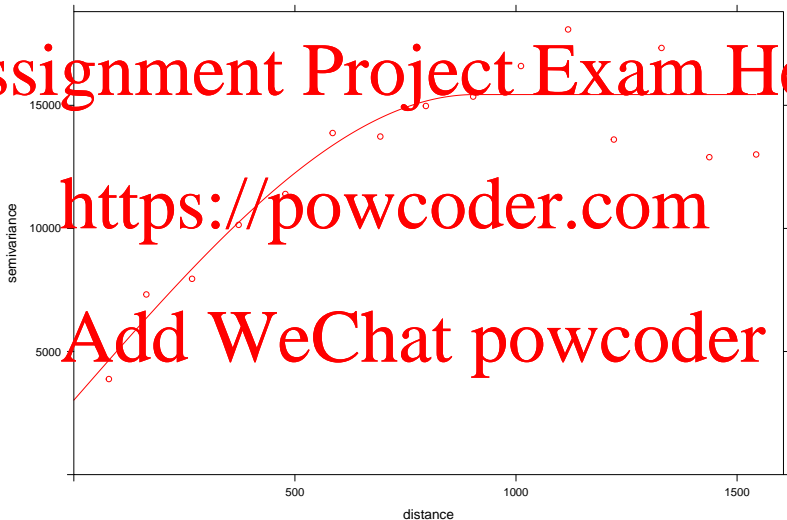 ssignment Project Exam He
15000
https://powcoder.com
10000
semivariance
Add WeChat powcoder
5000
500 1000 1500
distance